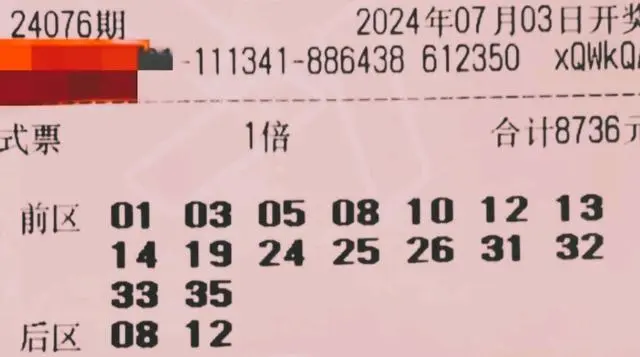 24076期 2024年07月03日开奖
-111341-886438 612350 xQWkQ
式票 1倍 合计8736元
前区 01 03 05 08 10 12 13
14 19 24 25 26 31 32
33 35
后区 08 12